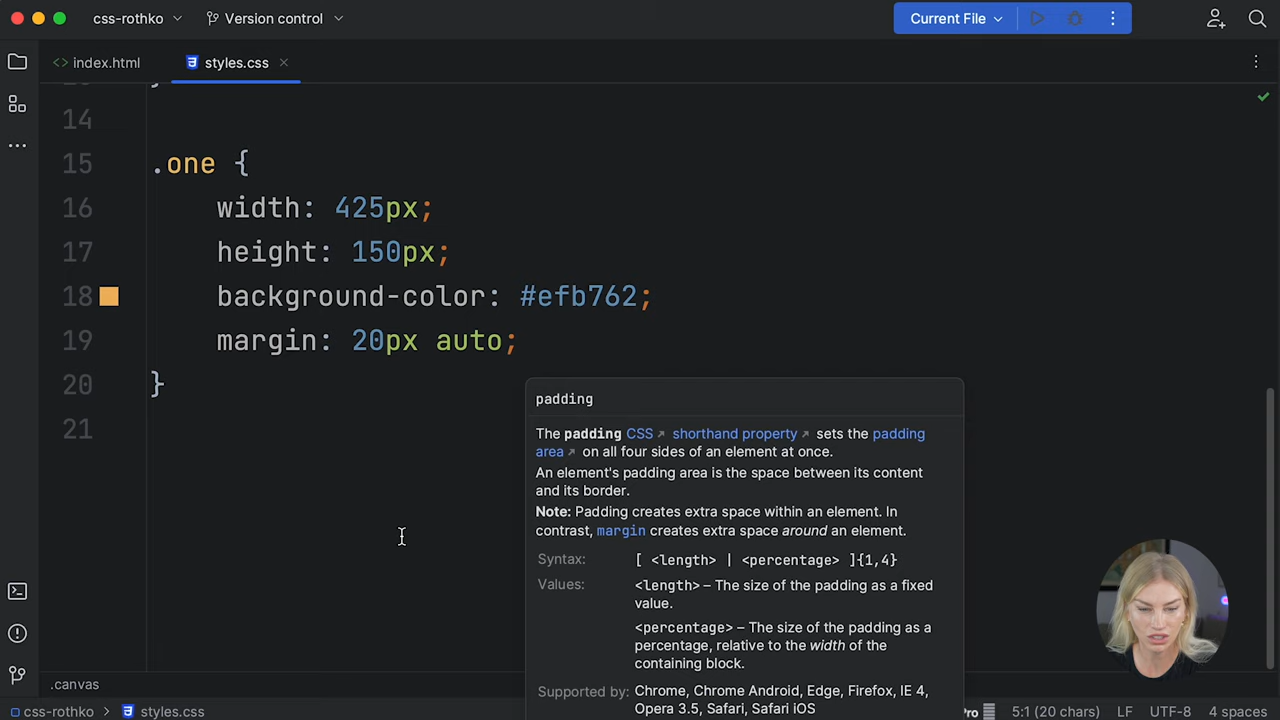 css-rothko
Version control
Current File
index.html
styles.css
14
15 .one {
16 width: 425px;
17 height: 150px;
18 background-color: #efb762;
19 margin: 20px auto;
20 }
21
padding
The padding CSS shorthand property sets the padding
area on all four sides of an element at once.
An element's padding area is the space between its content
and its border.
Note: Padding creates extra space within an element. In
contrast, margin creates extra space around an element.
Syntax: [ <length> | <percentage> ]{1,4}
Values: <length> – The size of the padding as a fixed
value.
<percentage> – The size of the padding as a
percentage, relative to the width of the
containing block.
Supported by: Chrome, Chrome Android, Edge, Firefox, IE 4,
Opera 3.5, Safari, Safari iOS
.canvas
css-rothko > styles.css
Pro
5:1 (20 chars)
LF
UTF-8
4 spaces